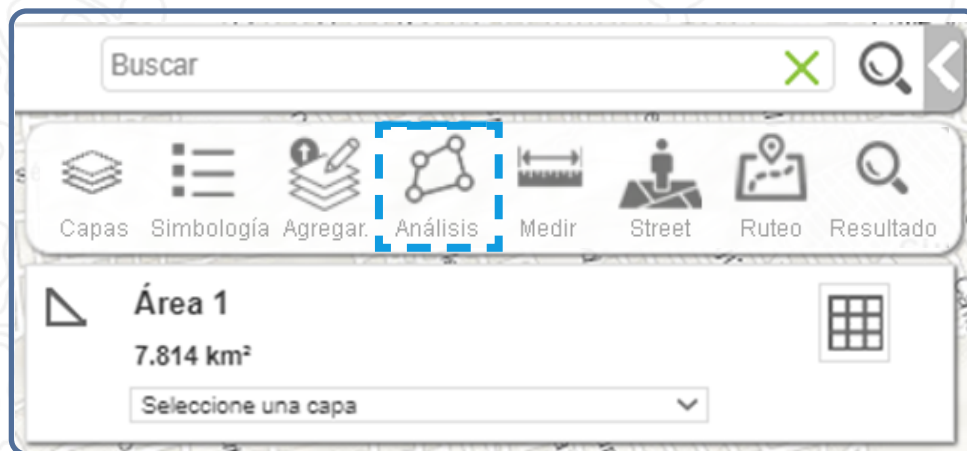 Buscar
Capas Simbología Agregar. Análisis Medir Street Ruteo Resultado
Área 1
7.814 km²
Seleccione una capa